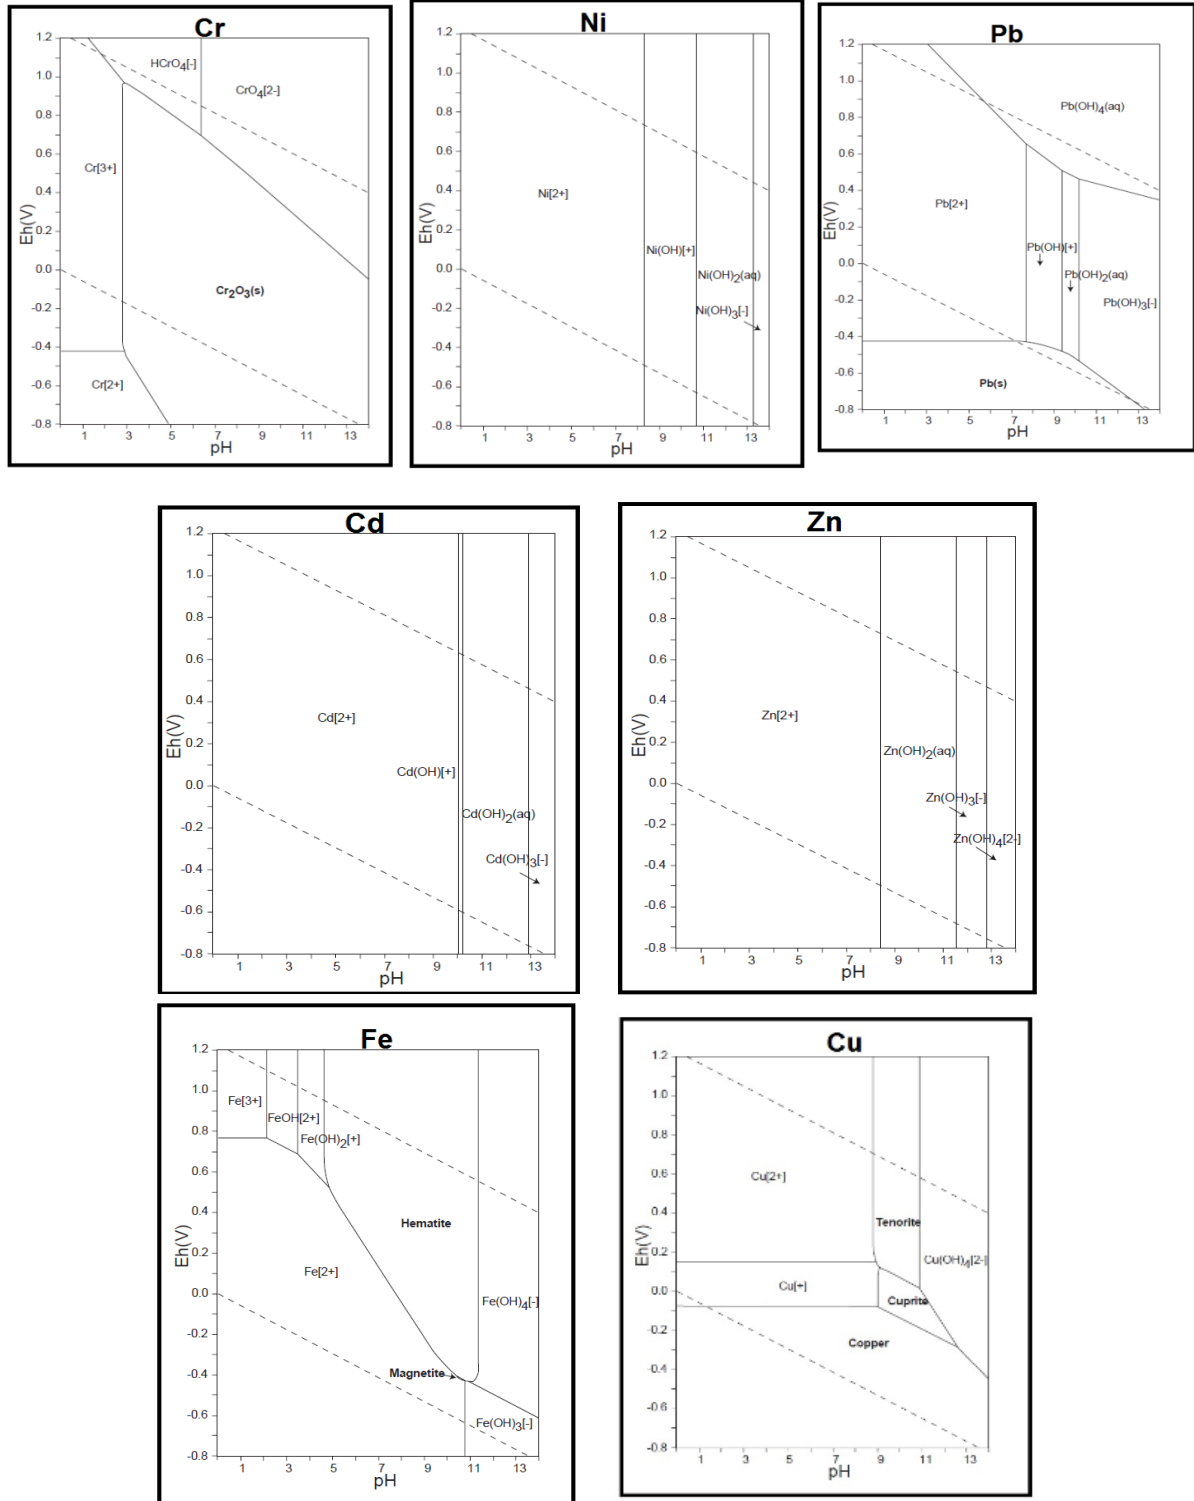 Cr
1.2
1.0
0.8
0.6
0.4
0.2
0.0
-0.2
-0.4
-0.6
-0.8
Eh(V)
HCrO4[-]
CrO4[2-]
Cr[3+]
Cr2O3(s)
Cr[2+]
1 3 5 7 9 11 13
pH
Ni
1.2
1.0
0.8
0.6
0.4
0.2
0.0
-0.2
-0.4
-0.6
-0.8
Eh(V)
Ni[2+]
Ni(OH)[+]
Ni(OH)2(aq)
Ni(OH)3[-]
1 3 5 7 9 11 13
pH
Pb
1.2
1.0
0.8
0.6
0.4
0.2
0.0
-0.2
-0.4
-0.6
-0.8
Eh(V)
Pb(OH)4(aq)
Pb[2+]
Pb(OH)[+]
Pb(OH)2(aq)
Pb(OH)3[-]
Pb(s)
1 3 5 7 9 11 13
pH
Cd
1.2
1.0
0.8
0.6
0.4
0.2
0.0
-0.2
-0.4
-0.6
-0.8
Eh(V)
Cd[2+]
Cd(OH)[+]
Cd(OH)2(aq)
Cd(OH)3[-]
1 3 5 7 9 11 13
pH
Zn
1.2
1.0
0.8
0.6
0.4
0.2
0.0
-0.2
-0.4
-0.6
-0.8
Eh(V)
Zn[2+]
Zn(OH)2(aq)
Zn(OH)3[-]
Zn(OH)4[2-]
1 3 5 7 9 11 13
pH
Fe
1.2
1.0
0.8
0.6
0.4
0.2
0.0
-0.2
-0.4
-0.6
-0.8
Eh(V)
Fe[3+]
FeOH[2+]
Fe(OH)2[+]
Hematite
Fe[2+]
Fe(OH)4[-]
Magnetite
Fe(OH)3[-]
1 3 5 7 9 11 13
pH
Cu
1.2
1.0
0.8
0.6
0.4
0.2
0.0
-0.2
-0.4
-0.6
-0.8
Eh(V)
Cu[2+]
Tenorite
Cu(OH)4[2-]
Cu[+]
Cuprite
Copper
1 3 5 7 9 11 13
pH